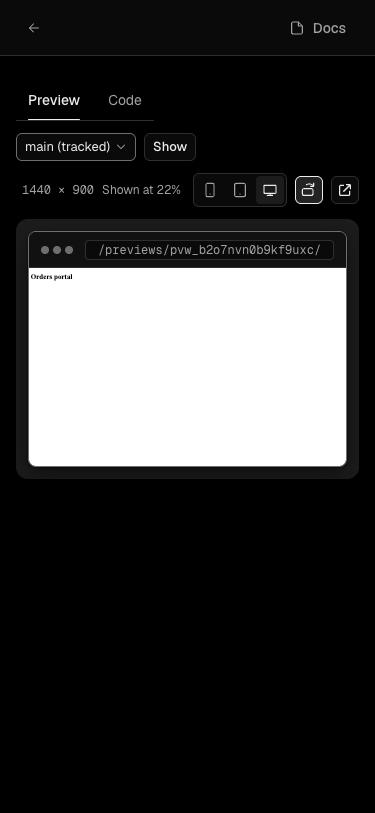 Docs
Preview Code
main (tracked) Show
1440 × 900 Shown at 22%
/previews/pvw_b2o7nvn0b9kf9uxc/
Orders portal